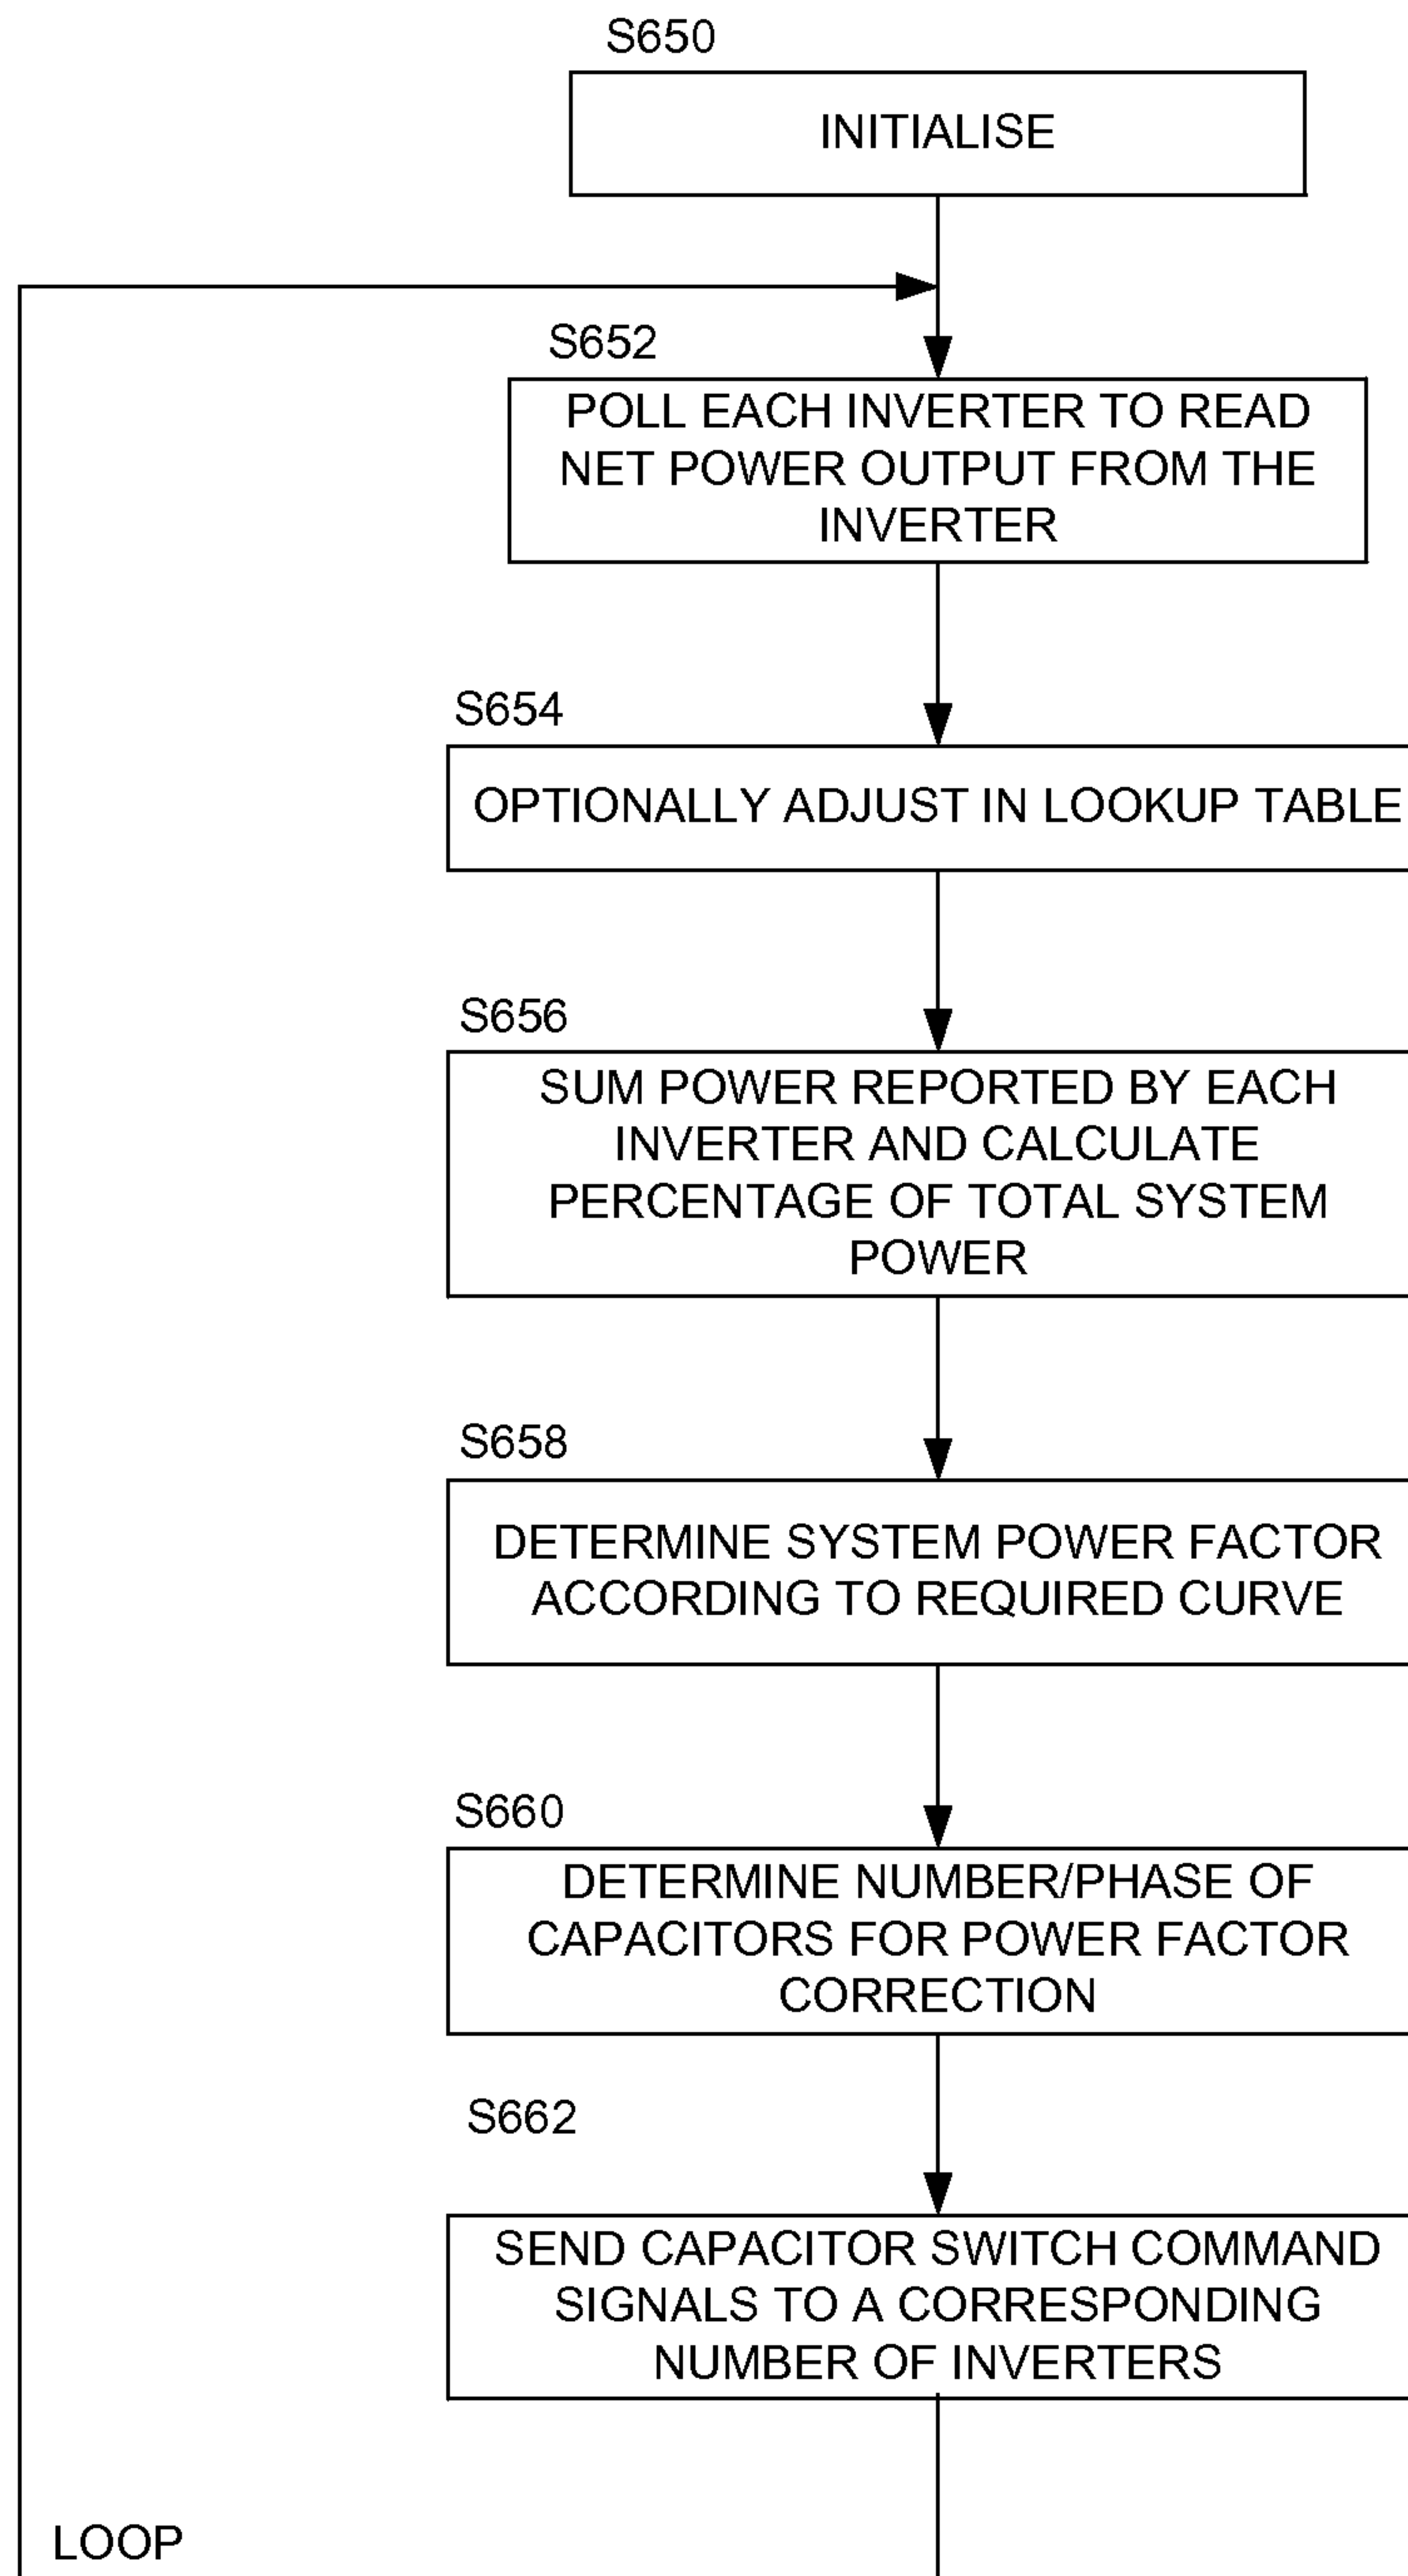 S650
INITIALISE
S652
POLL EACH INVERTER TO READ
NET POWER OUTPUT FROM THE
INVERTER
S654
OPTIONALLY ADJUST IN LOOKUP TABLE
S656
SUM POWER REPORTED BY EACH
INVERTER AND CALCULATE
PERCENTAGE OF TOTAL SYSTEM
POWER
S658
DETERMINE SYSTEM POWER FACTOR
ACCORDING TO REQUIRED CURVE
S660
DETERMINE NUMBER/PHASE OF
CAPACITORS FOR POWER FACTOR
CORRECTION
S662
SEND CAPACITOR SWITCH COMMAND
SIGNALS TO A CORRESPONDING
NUMBER OF INVERTERS
LOOP